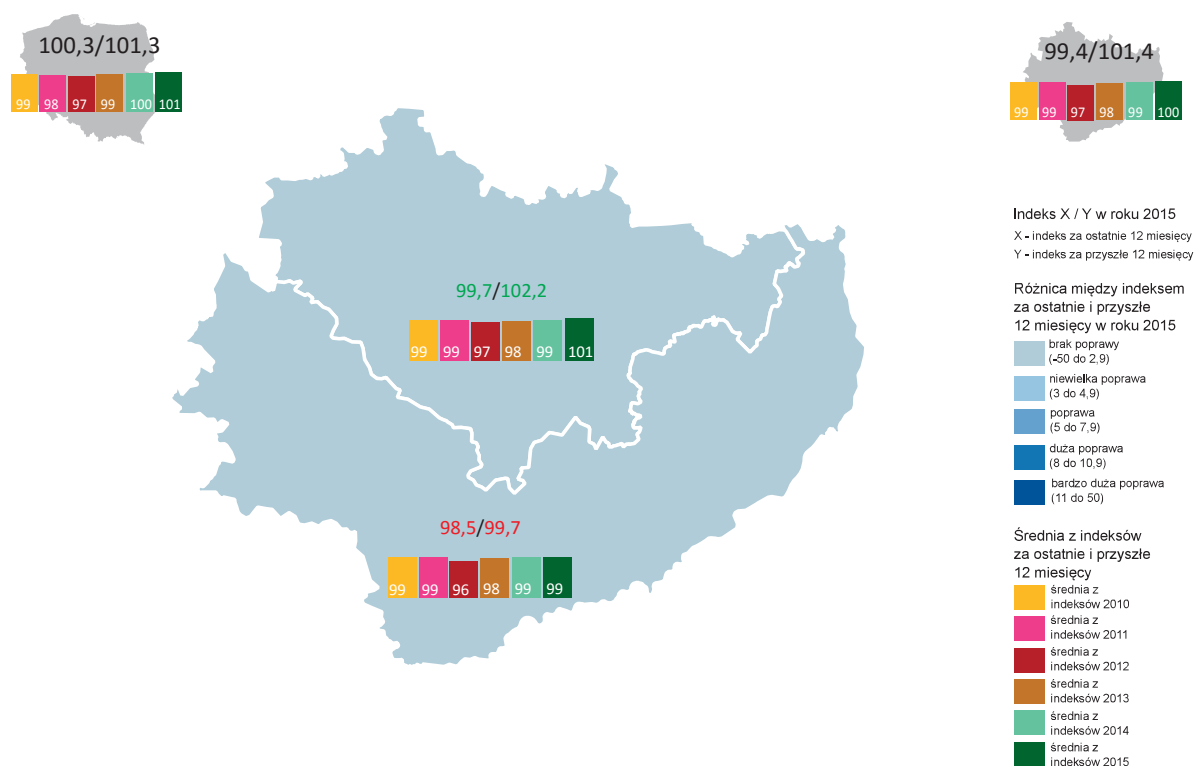 100,3/101,3
99 98 97 99 100 101
99,4/101,4
99 99 97 98 99 100
99,7/102,2
99 99 97 98 99 101
98,5/99,7
99 99 96 98 99 99
Indeks X / Y w roku 2015
X - indeks za ostatnie 12 miesięcy
Y - indeks za przyszłe 12 miesięcy
Różnica między indeksem
za ostatnie i przyszłe
12 miesięcy w roku 2015
brak poprawy
(-50 do 2,9)
niewielka poprawa
(3 do 4,9)
poprawa
(5 do 7,9)
duża poprawa
(8 do 10,9)
bardzo duża poprawa
(11 do 50)
Średnia z indeksów
za ostatnie i przyszłe
12 miesięcy
średnia z
indeksów 2010
średnia z
indeksów 2011
średnia z
indeksów 2012
średnia z
indeksów 2013
średnia z
indeksów 2014
średnia z
indeksów 2015